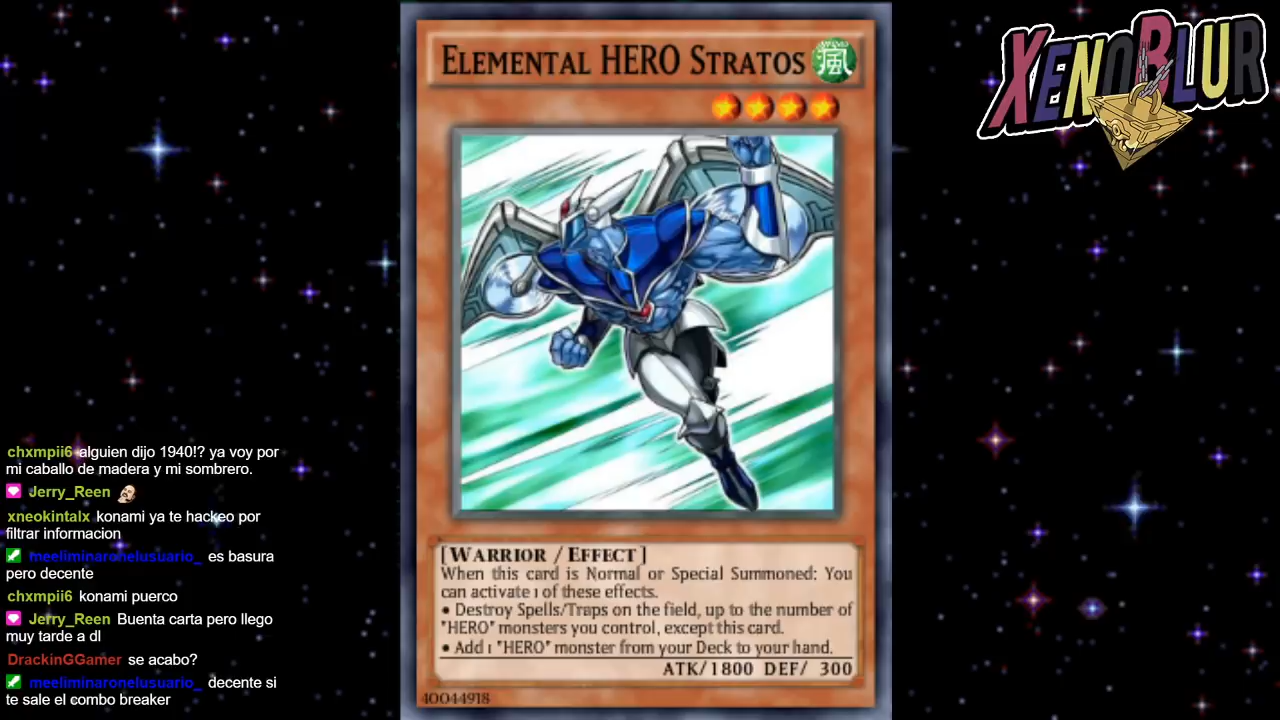 ELEMENTAL HERO STRATOS 風
XENOBLUR
[WARRIOR / EFFECT]
When this card is Normal or Special Summoned: You
can activate 1 of these effects.
• Destroy Spells/Traps on the field, up to the number of
"HERO" monsters you control, except this card.
• Add 1 "HERO" monster from your Deck to your hand.
ATK/1800 DEF/ 300
40044918
chxmpii6 alguien dijo 1940!? ya voy por
mi caballo de madera y mi sombrero.
Jerry_Reen
xneokintalx konami ya te hackeo por
filtrar informacion
meeliminaronelusuario_ es basura
pero decente
chxmpii6 konami puerco
Jerry_Reen Buenta carta pero llego
muy tarde a dl
DrackinGGamer se acabo?
meeliminaronelusuario_ decente si
te sale el combo breaker